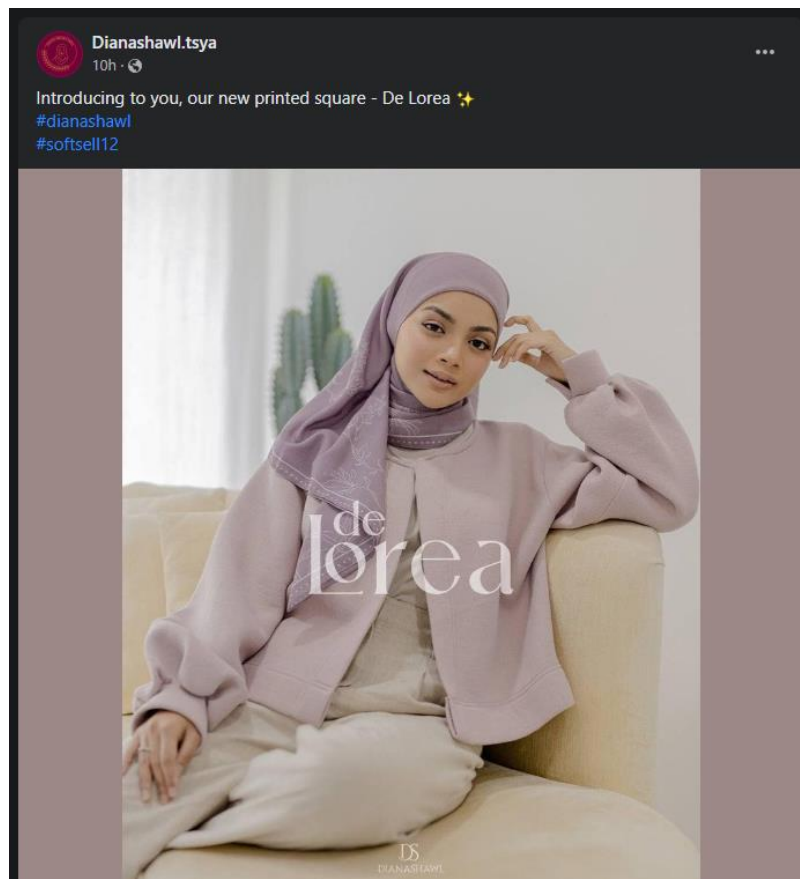 Dianashawl.tsya
10h ·
Introducing to you, our new printed square - De Lorea ✨
#dianashawl
#softsell12
de
Lorea
DS
DIANASHAWL